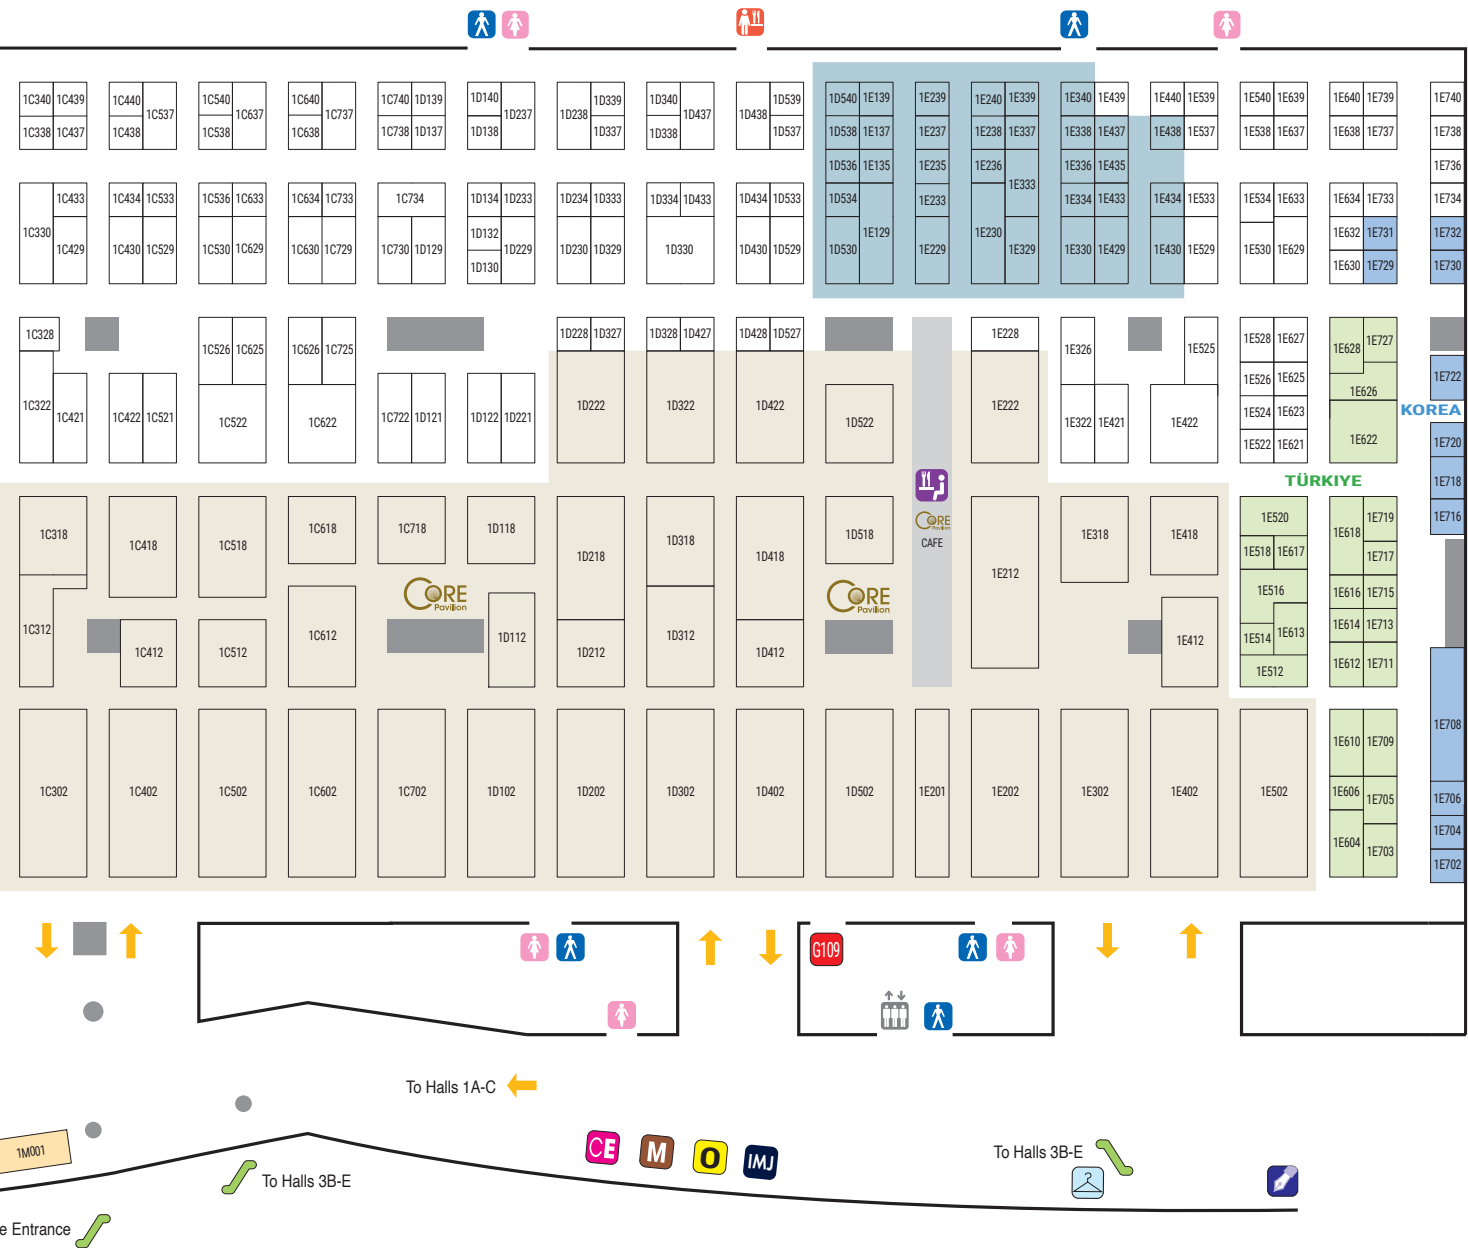 1C340 1C439 1C440 1C537 1C540 1C637 1C640 1C737 1C740 1D139 1D140 1D237 1D238 1D339 1D340 1D437 1D438 1D539 1D540 1E139 1E239 1E240 1E339 1E340 1E439 1E440 1E539 1E540 1E639 1E640 1E739 1E740
1C338 1C437 1C438 1C538 1C638 1C738 1D137 1D138 1D337 1D338 1D537 1D538 1E137 1E237 1E238 1E337 1E338 1E437 1E438 1E537 1E538 1E637 1E638 1E737 1E738
1D536 1E135 1E235 1E236 1E333 1E336 1E435 1E736
1C330 1C433 1C434 1C533 1C536 1C633 1C634 1C733 1C734 1D134 1D233 1D234 1D333 1D334 1D433 1D434 1D533 1D534 1E233 1E334 1E433 1E434 1E533 1E534 1E633 1E634 1E733 1E734
1D132 1E129 1E230 1E632 1E731 1E732
1C429 1C430 1C529 1C530 1C629 1C630 1C729 1C730 1D129 1D229 1D230 1D329 1D330 1D430 1D529 1D530 1E229 1E329 1E330 1E429 1E430 1E529 1E530 1E629
1D130 1E630 1E729 1E730
1C328 1D228 1D327 1D328 1D427 1D428 1D527 1E228 1E528 1E627 1E727
1C526 1C625 1C626 1C725 1E326 1E525 1E628
1E526 1E625 1E626 1E722
1C322 1C421 1C422 1C521 1C522 1C622 1C722 1D121 1D122 1D221 1D222 1D322 1D422 1D522 1E222 1E322 1E421 1E422 1E524 1E623
KOREA
1E522 1E621 1E622 1E720
TÜRKIYE
1E718
1C318 1C418 1C518 1C618 1C718 1D118 1D218 1D318 1D418 1D518 1E318 1E418 1E520 1E618 1E719 1E716
CORE
Pavilion
CAFE
1E518 1E617 1E717
1E212 1E516 1E616 1E715
CORE
Pavilion
CORE
Pavilion
1C312 1C412 1C512 1C612 1D112 1D212 1D312 1D412 1E412 1E514 1E613 1E614 1E713
1E512 1E612 1E711
1E610 1E709 1E708
1C302 1C402 1C502 1C602 1C702 1D102 1D202 1D302 1D402 1D502 1E201 1E202 1E302 1E402 1E502 1E606 1E705 1E706
1E604 1E703 1E704
1E702
G109
To Halls 1A-C
1M001
CE M O IMJ
To Halls 3B-E
To Halls 3B-E
e Entrance